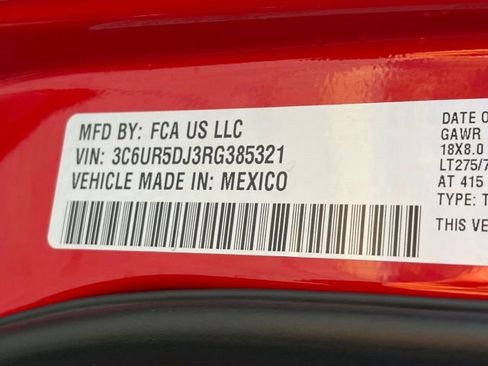 MFD BY: FCA US LLC
VIN: 3C6UR5DJ3RG385321
VEHICLE MADE IN: MEXICO
DATE O
GAWR
18X8.0
LT275/7
AT 415
TYPE: T
THIS VE